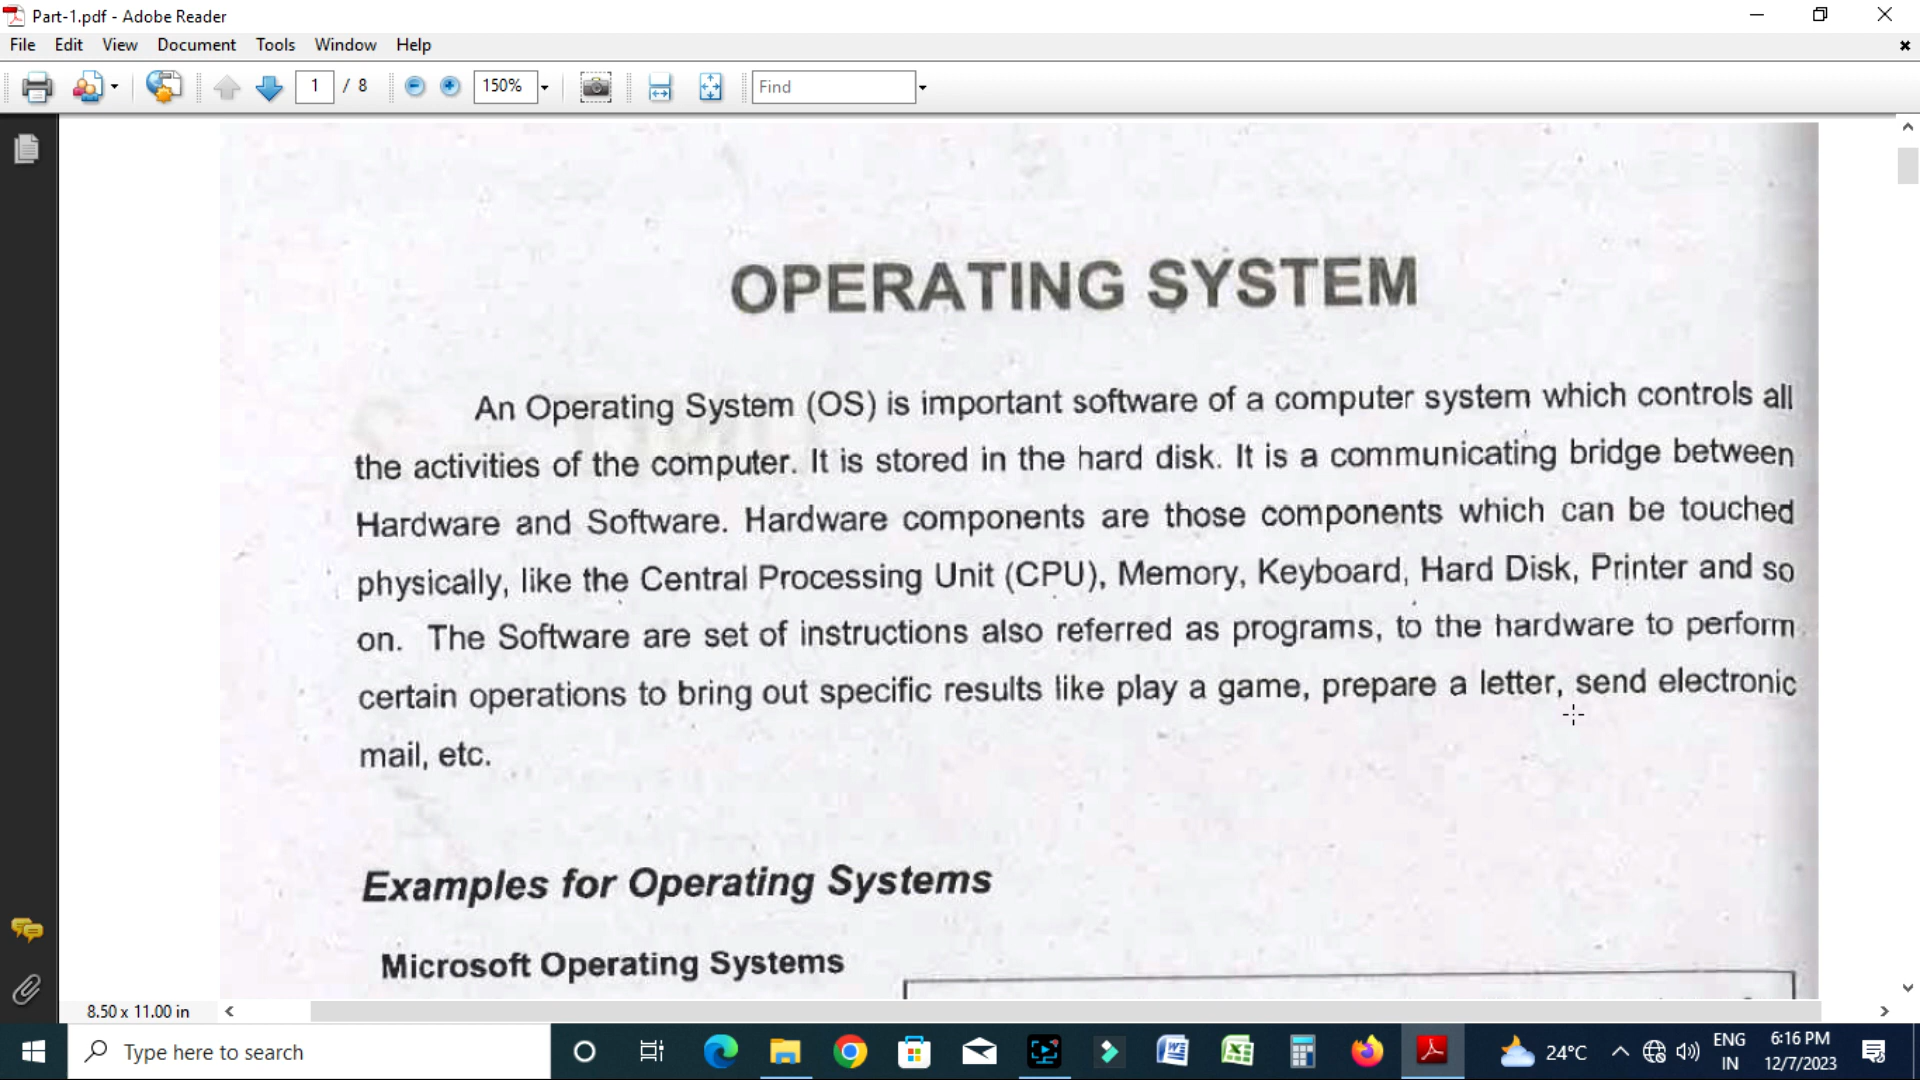 Part-1.pdf - Adobe Reader
File Edit View Document Tools Window Help
1 / 8 150% Find
OPERATING SYSTEM
An Operating System (OS) is important software of a computer system which controls all
the activities of the computer. It is stored in the hard disk. It is a communicating bridge between
Hardware and Software. Hardware components are those components which can be touched
physically, like the Central Processing Unit (CPU), Memory, Keyboard, Hard Disk, Printer and so
on. The Software are set of instructions also referred as programs, to the hardware to perform
certain operations to bring out specific results like play a game, prepare a letter, send electronic
mail, etc.
Examples for Operating Systems
Microsoft Operating Systems
8.50 x 11.00 in
Type here to search
24°C
ENG
IN
6:16 PM
12/7/2023